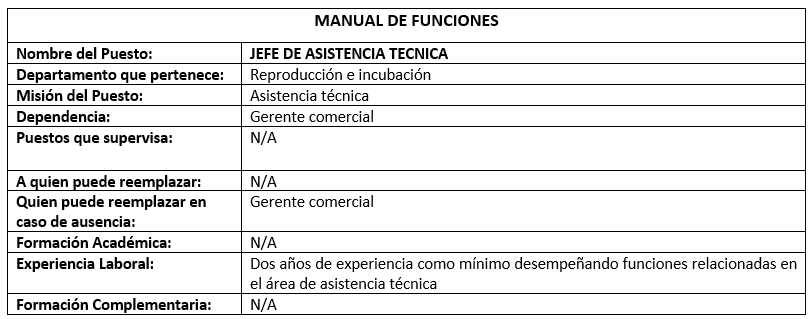 MANUAL DE FUNCIONES
Nombre del Puesto: JEFE DE ASISTENCIA TECNICA
Departamento que pertenece: Reproducción e incubación
Misión del Puesto: Asistencia técnica
Dependencia: Gerente comercial
Puestos que supervisa: N/A
A quien puede reemplazar: N/A
Quien puede reemplazar en Gerente comercial
caso de ausencia:
Formación Académica: N/A
Experiencia Laboral: Dos años de experiencia como mínimo desempeñando funciones relacionadas en
el área de asistencia técnica
Formación Complementaria: N/A